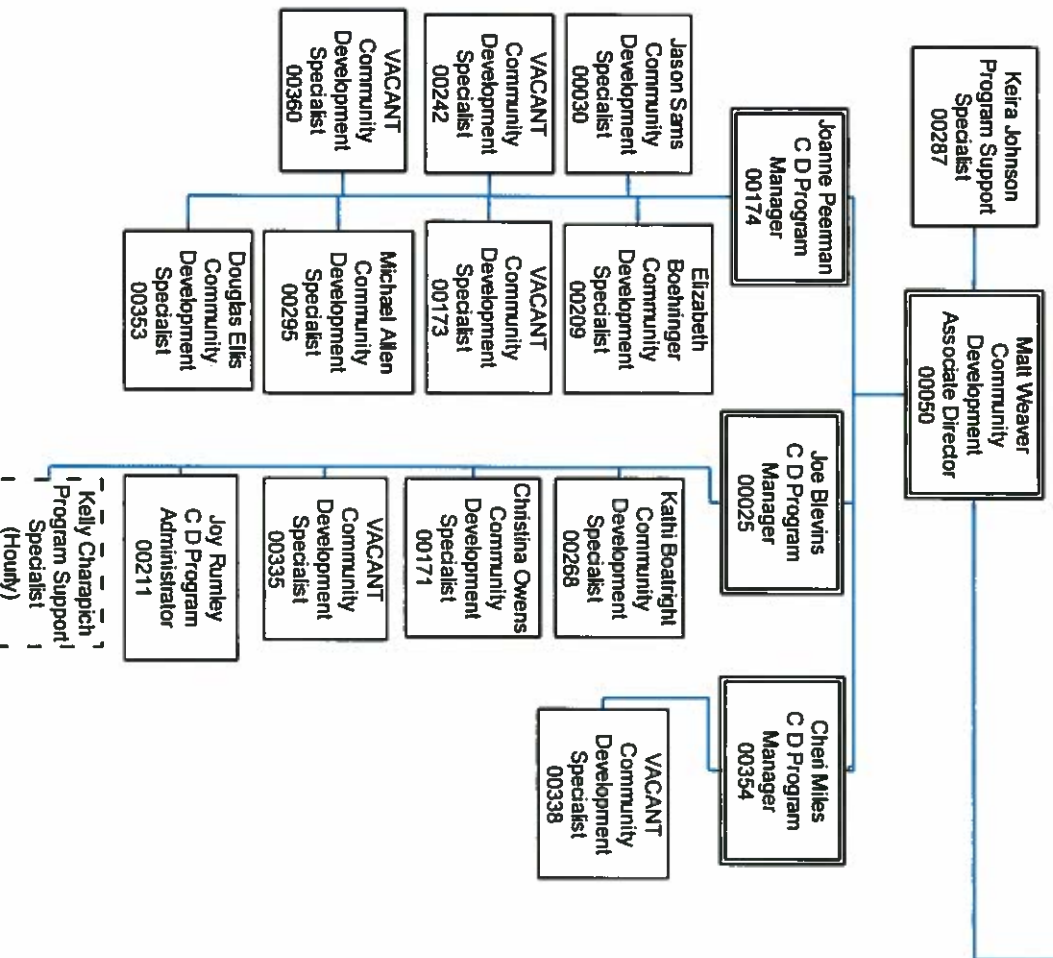 Matt Weaver
Community
Development
Associate Director
00050
Keira Johnson
Program Support
Specialist
00287
Joanne Peerman
C D Program
Manager
00174
Joe Blevins
C D Program
Manager
00025
Cheri Miles
C D Program
Manager
00354
Jason Sams
Community
Development
Specialist
00030
Elizabeth
Boehringer
Community
Development
Specialist
00209
VACANT
Community
Development
Specialist
00242
VACANT
Community
Development
Specialist
00173
VACANT
Community
Development
Specialist
00360
Michael Allen
Community
Development
Specialist
00295
Douglas Ellis
Community
Development
Specialist
00353
Kathi Boatright
Community
Development
Specialist
00268
Christina Owens
Community
Development
Specialist
00171
VACANT
Community
Development
Specialist
00335
Joy Rumley
C D Program
Administrator
00211
Kelly Charapich
Program Support
Specialist
(Hourly)
VACANT
Community
Development
Specialist
00338